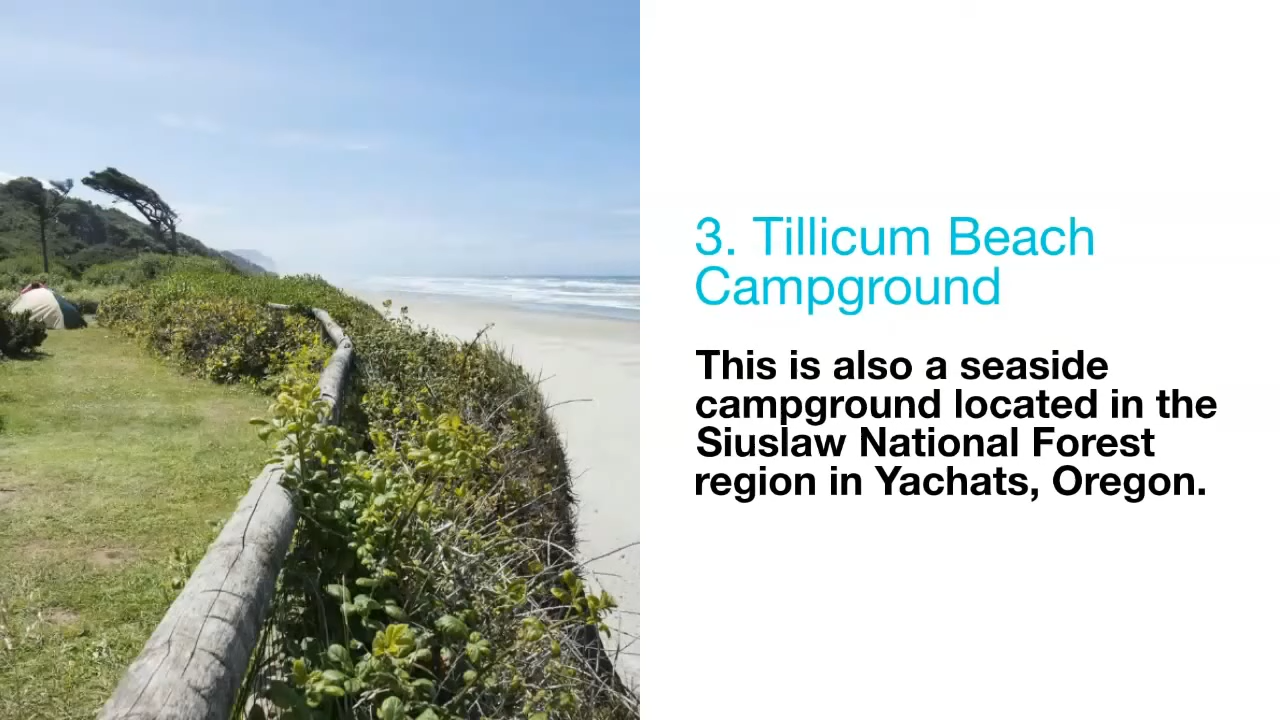 3. Tillicum Beach
Campground
This is also a seaside
campground located in the
Siuslaw National Forest
region in Yachats, Oregon.